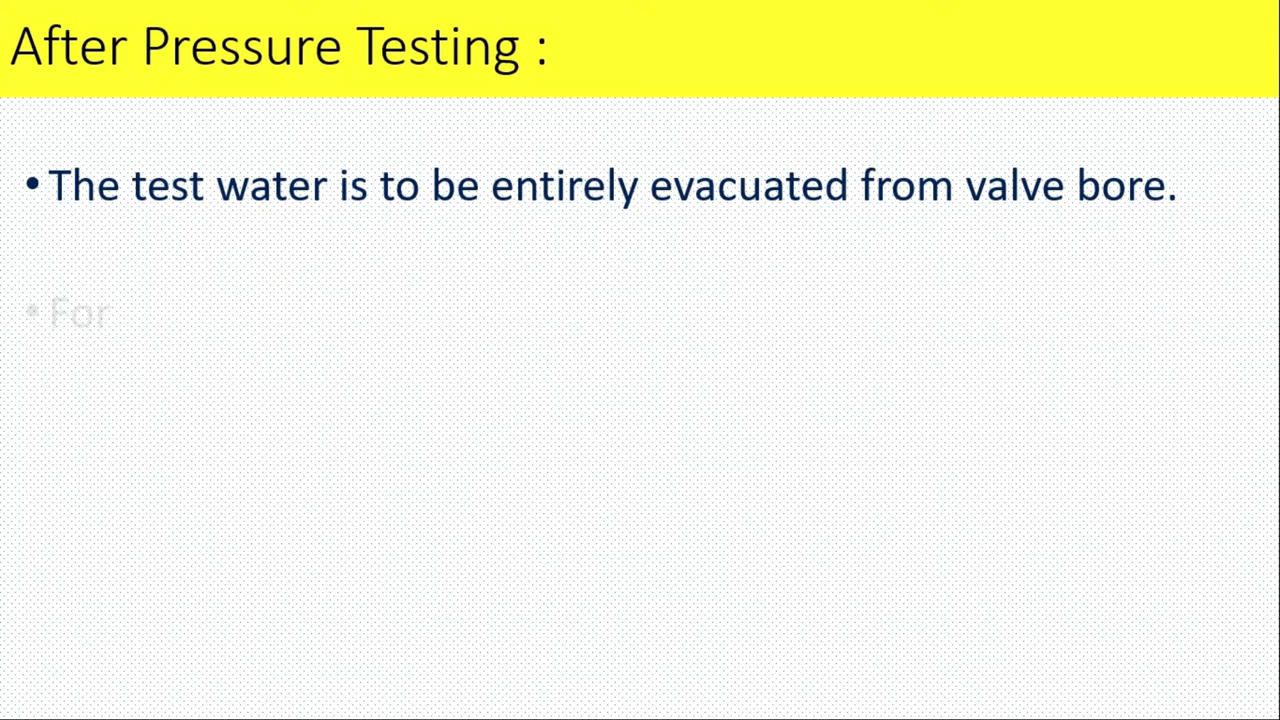 After Pressure Testing :
• The test water is to be entirely evacuated from valve bore.
• For